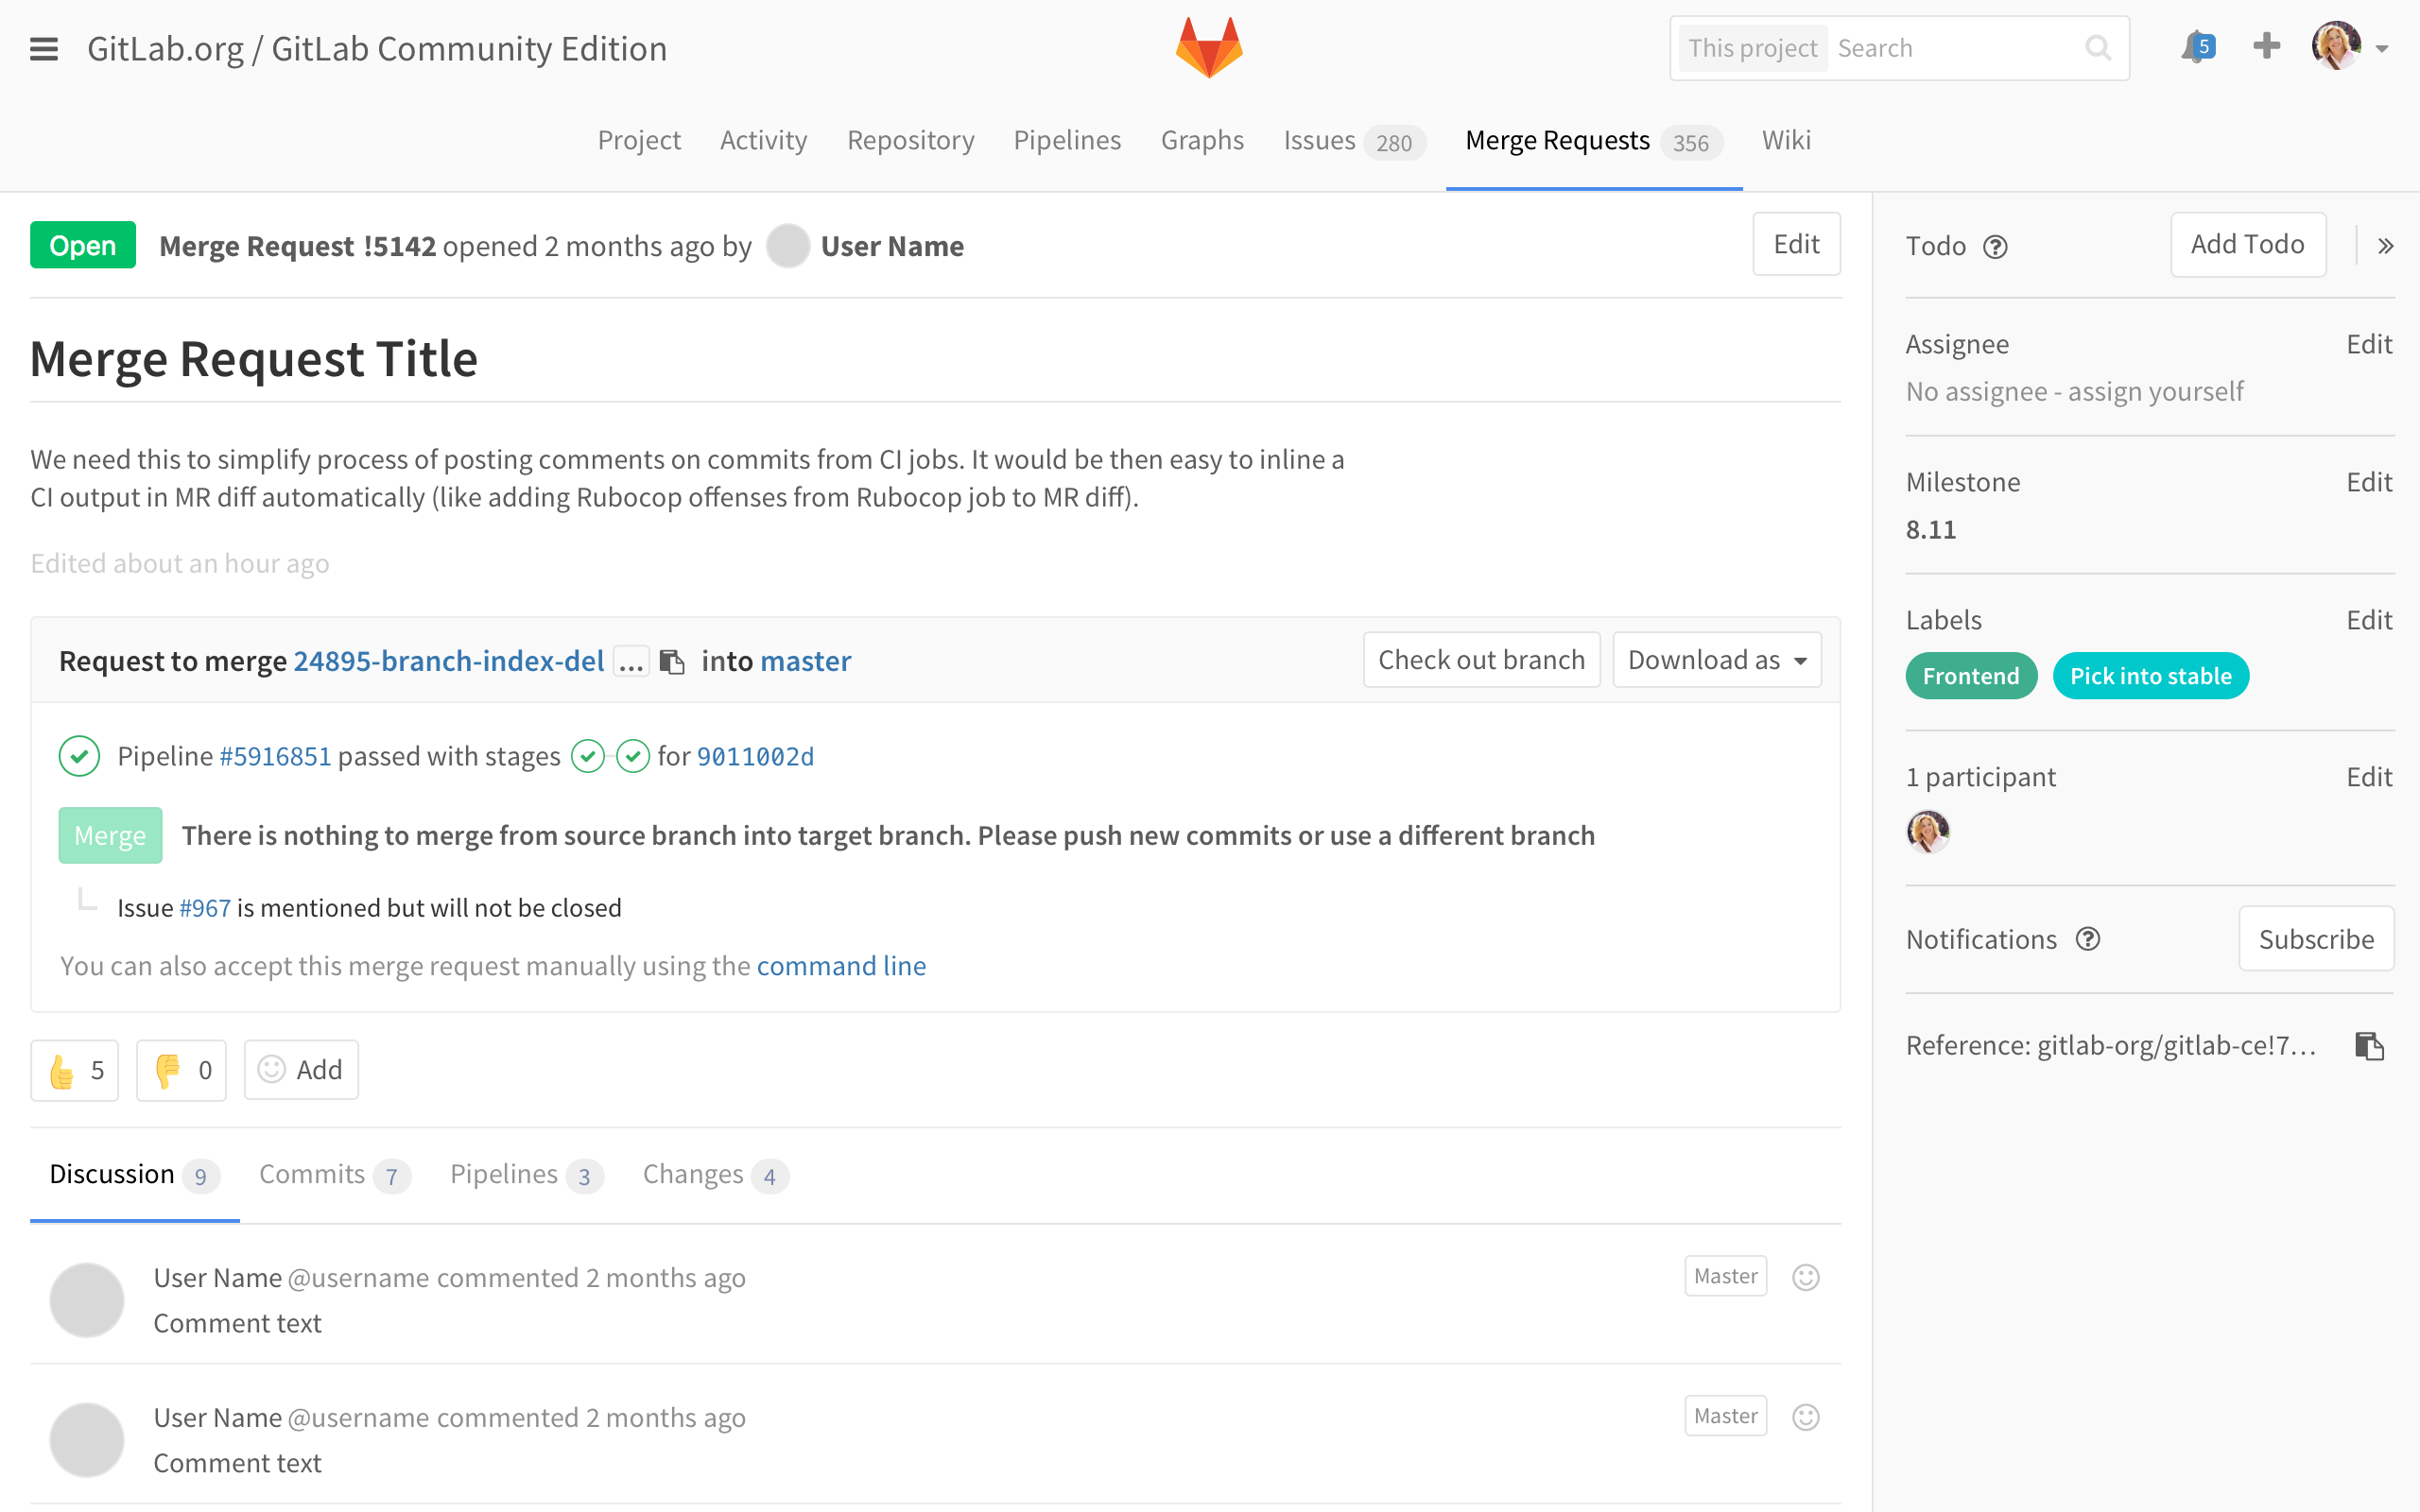 GitLab.org / GitLab Community Edition
This project Search
5
Project Activity Repository Pipelines Graphs Issues 280 Merge Requests 356 Wiki
Open Merge Request !5142 opened 2 months ago by User Name Edit
Merge Request Title
We need this to simplify process of posting comments on commits from CI jobs. It would be then easy to inline a
CI output in MR diff automatically (like adding Rubocop offenses from Rubocop job to MR diff).
Edited about an hour ago
Request to merge 24895-branch-index-del ... into master Check out branch Download as
Pipeline #5916851 passed with stages for 9011002d
Merge There is nothing to merge from source branch into target branch. Please push new commits or use a different branch
Issue #967 is mentioned but will not be closed
You can also accept this merge request manually using the command line
5 0 Add
Discussion 9 Commits 7 Pipelines 3 Changes 4
User Name @username commented 2 months ago Master
Comment text
User Name @username commented 2 months ago Master
Comment text
Todo Add Todo
Assignee Edit
No assignee - assign yourself
Milestone Edit
8.11
Labels Edit
Frontend Pick into stable
1 participant Edit
Notifications Subscribe
Reference: gitlab-org/gitlab-ce!7...